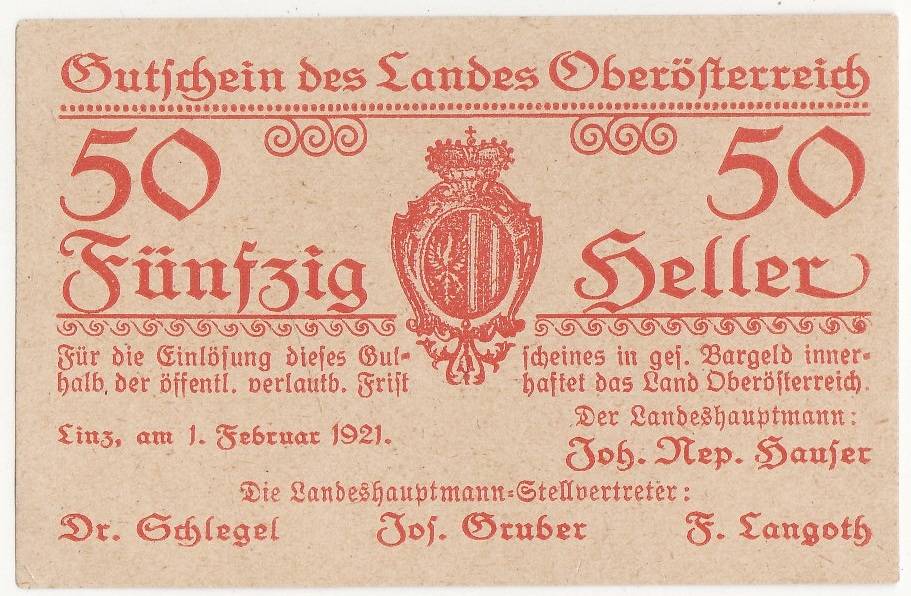 Gutschein des Landes Oberösterreich
50 50
Fünfzig Heller
Für die Einlösung dieses Gut- scheines in ges. Bargeld inner-
halb der öffentl. verlautb. Frist haftet das Land Oberösterreich.
Der Landeshauptmann:
Linz, am 1. Februar 1921.
Joh. Nep. Hauser
Die Landeshauptmann-Stellvertreter:
Dr. Schlegel Jos. Gruber F. Langoth